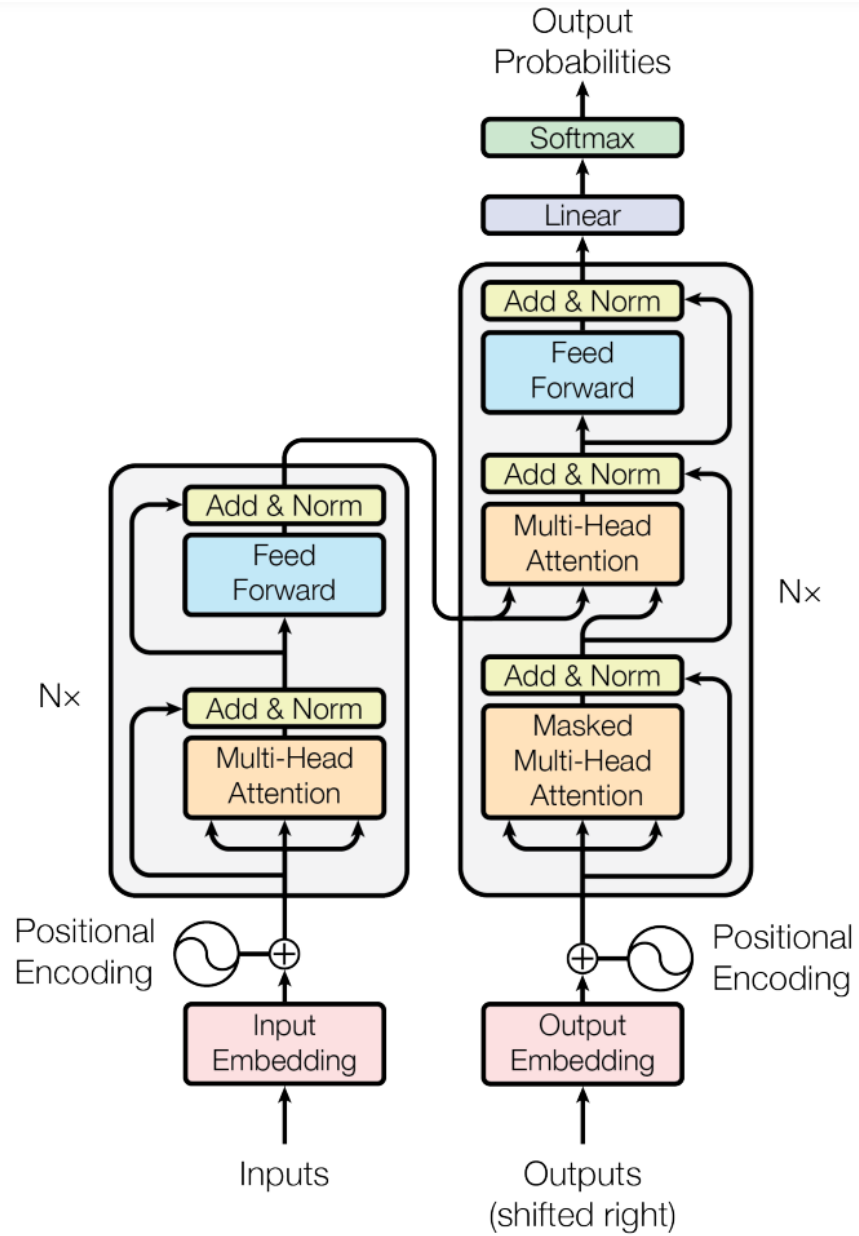 Output
Probabilities
Softmax
Linear
Add & Norm
Feed
Forward
Add & Norm
Multi-Head
Attention
N×
Add & Norm
Masked
Multi-Head
Attention
Add & Norm
Feed
Forward
N×
Add & Norm
Multi-Head
Attention
Positional
Encoding
Positional
Encoding
Input
Embedding
Output
Embedding
Inputs
Outputs
(shifted right)